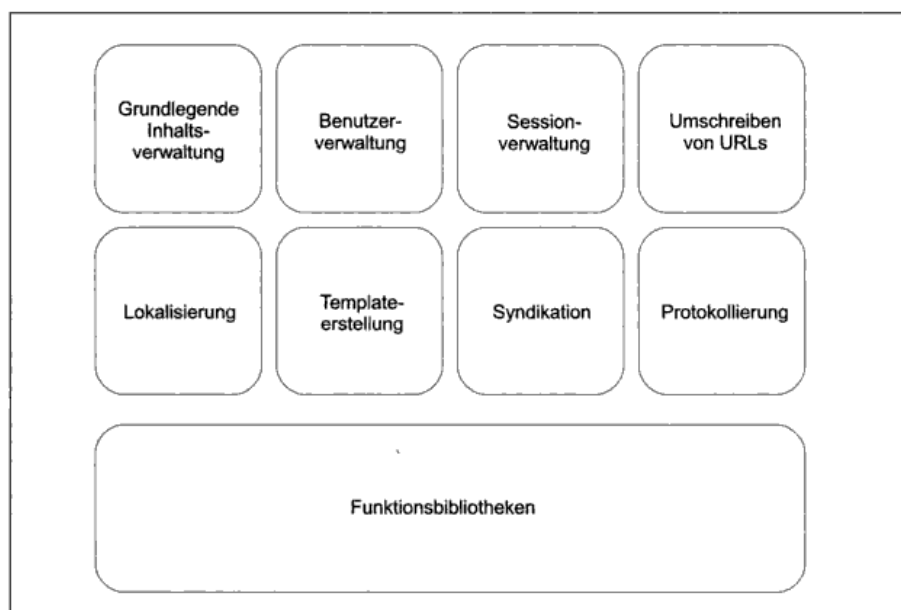 Grundlegende
Inhalts-
verwaltung
Benutzer-
verwaltung
Session-
verwaltung
Umschreiben
von URLs
Lokalisierung
Template-
erstellung
Syndikation
Protokollierung
Funktionsbibliotheken